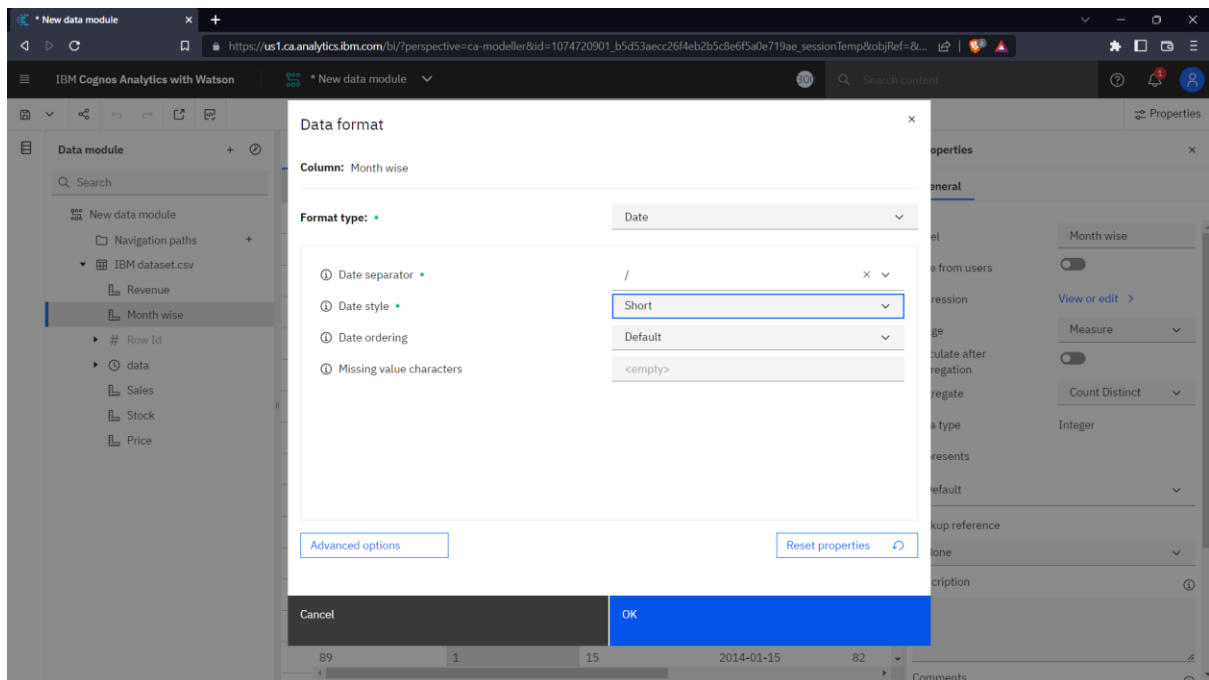 * New data module
https://us1.ca.analytics.ibm.com/bi/?perspective=ca-modeller&id=1074720901_b5d53aecc26f4eb2b5c8e6f5a0e719ae_sessionTemp&objRef=&...
IBM Cognos Analytics with Watson
* New data module
Search content
Properties
Data module
Search
New data module
Navigation paths
IBM dataset.csv
Revenue
Month wise
# Row Id
data
Sales
Stock
Price
Data format
Column: Month wise
Format type: Date
Date separator /
Date style Short
Date ordering Default
Missing value characters <empty>
Advanced options
Reset properties
Cancel
OK
operties
eneral
el Month wise
e from users
ression View or edit
ge Measure
culate after
regation
regate Count Distinct
a type Integer
resents
efault
kup reference
lone
cription
Comments
89 1 15 2014-01-15 82